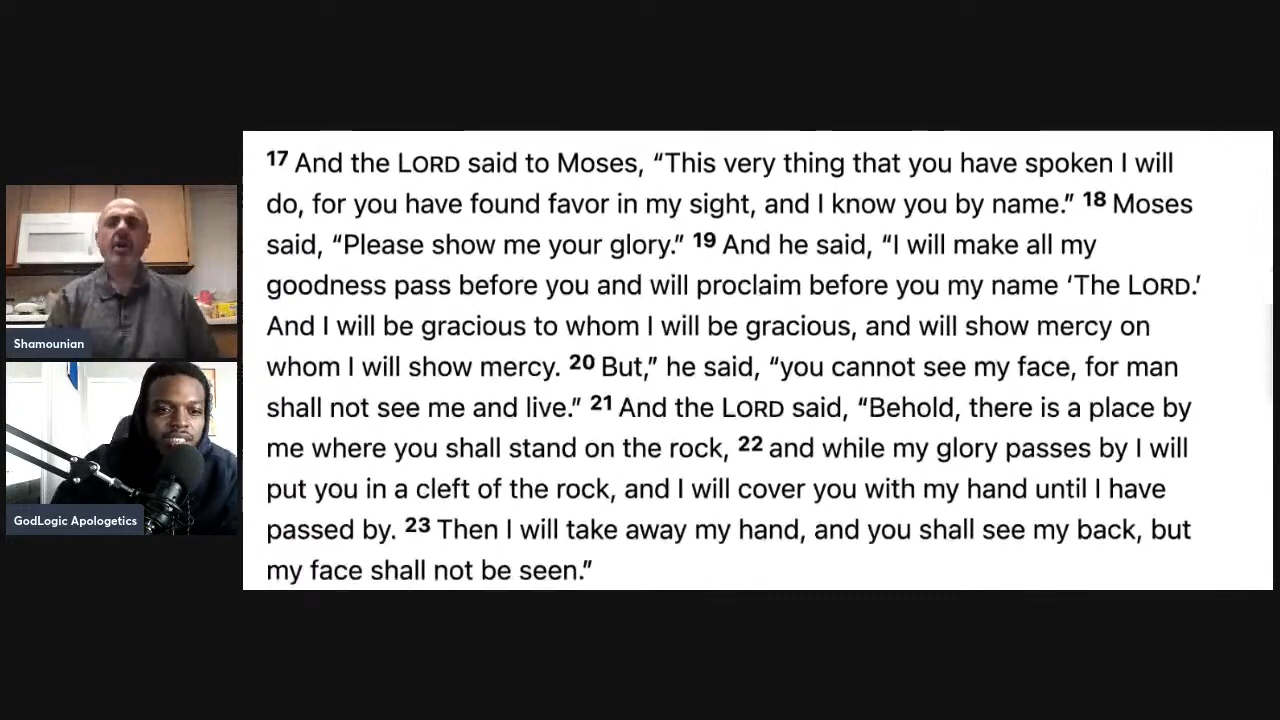 17 And the LORD said to Moses, “This very thing that you have spoken I will
do, for you have found favor in my sight, and I know you by name.” 18 Moses
said, “Please show me your glory.” 19 And he said, “I will make all my
goodness pass before you and will proclaim before you my name ‘The LORD.’
And I will be gracious to whom I will be gracious, and will show mercy on
whom I will show mercy. 20 But,” he said, “you cannot see my face, for man
shall not see me and live.” 21 And the LORD said, “Behold, there is a place by
me where you shall stand on the rock, 22 and while my glory passes by I will
put you in a cleft of the rock, and I will cover you with my hand until I have
passed by. 23 Then I will take away my hand, and you shall see my back, but
my face shall not be seen.”
Shamounian
GodLogic Apologetics